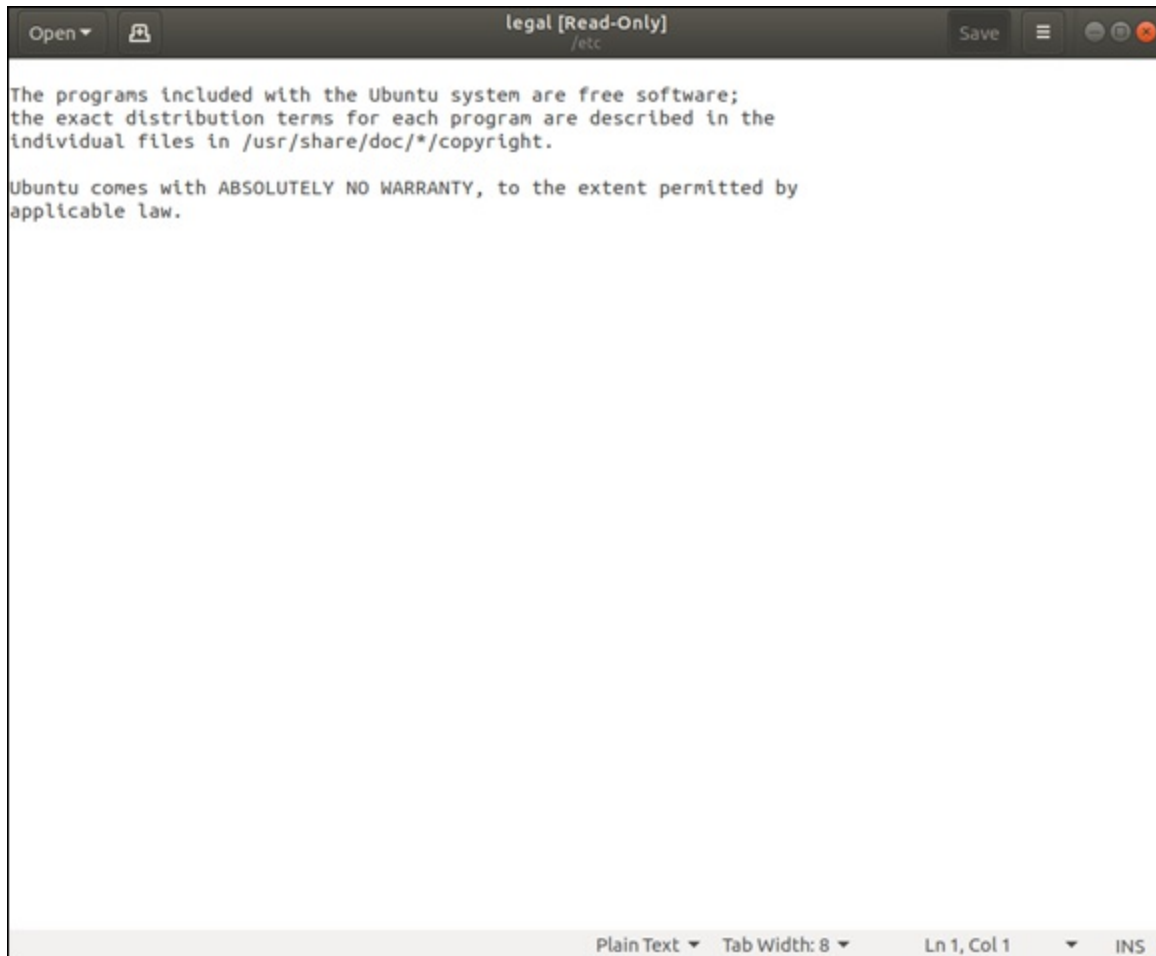 Open
legal [Read-Only]
/etc
Save
The programs included with the Ubuntu system are free software;
the exact distribution terms for each program are described in the
individual files in /usr/share/doc/*/copyright.
Ubuntu comes with ABSOLUTELY NO WARRANTY, to the extent permitted by
applicable law.
Plain Text Tab Width: 8 Ln 1, Col 1 INS